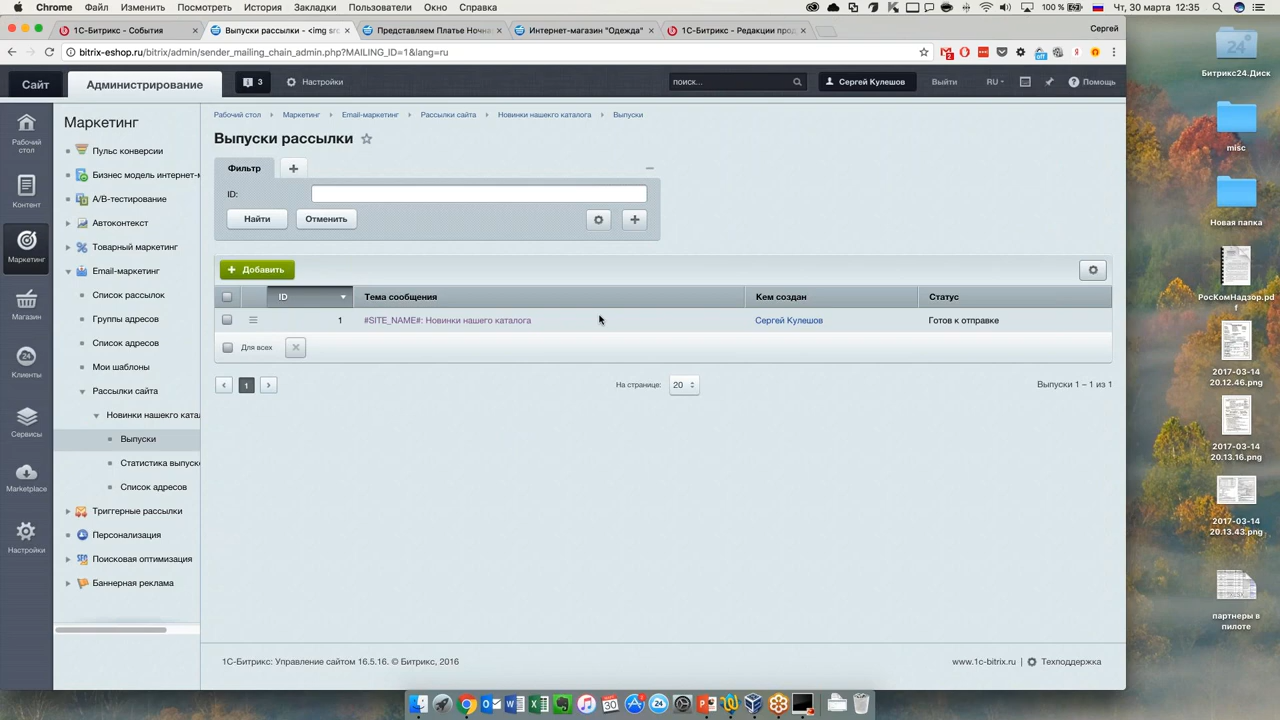 Chrome Файл Изменить Посмотреть История Закладки Пользователи Окно Справка
100 % Чт, 30 марта 12:35
1С-Битрикс - События
Выпуски рассылки - <img src
Представляем Платье Ночна
Интернет-магазин "Одежда"
1С-Битрикс - Редакции прод
Сергей
bitrix-eshop.ru/bitrix/admin/sender_mailing_chain_admin.php?MAILING_ID=1&lang=ru
Сайт
Администрирование
3
Настройки
поиск...
Сергей Кулешов
Выйти
RU
Помощь
Рабочий стол
Контент
Маркетинг
Магазин
24
Клиенты
Сервисы
Marketplace
Настройки
Маркетинг
Пульс конверсии
Бизнес модель интернет-м
A/B-тестирование
Автоконтекст
Товарный маркетинг
Email-маркетинг
Список рассылок
Группы адресов
Список адресов
Мои шаблоны
Рассылки сайта
Новинки нашекго ката
Выпуски
Статистика выпуск
Список адресов
Триггерные рассылки
Персонализация
Поисковая оптимизация
Баннерная реклама
Рабочий стол Маркетинг Email-маркетинг Рассылки сайта Новинки нашекго каталога Выпуски
Выпуски рассылки
Фильтр
ID:
Найти Отменить
Добавить
ID Тема сообщения Кем создан Статус
1 #SITE_NAME#: Новинки нашего каталога Сергей Кулешов Готов к отправке
Для всех
1
На странице: 20
Выпуски 1 – 1 из 1
1С-Битрикс: Управление сайтом 16.5.16. © Битрикс, 2016
www.1c-bitrix.ru | Техподдержка
24
Битрикс24.Диск
misc
Новая папка
РосКомНадзор.pd
f
2017-03-14
20.12.46.png
2017-03-14
20.13.16.png
2017-03-14
20.13.43.png
партнеры в
пилоте